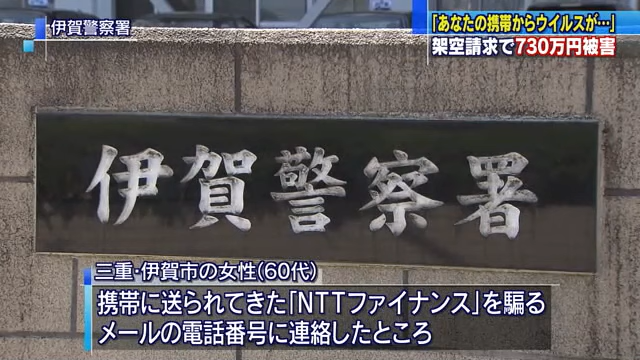 伊賀警察署
「あなたの携帯からウイルスが…」
架空請求で730万円被害
伊賀警察署
三重・伊賀市の女性(60代)
携帯に送られてきた「NTTファイナンス」を騙る
メールの電話番号に連絡したところ